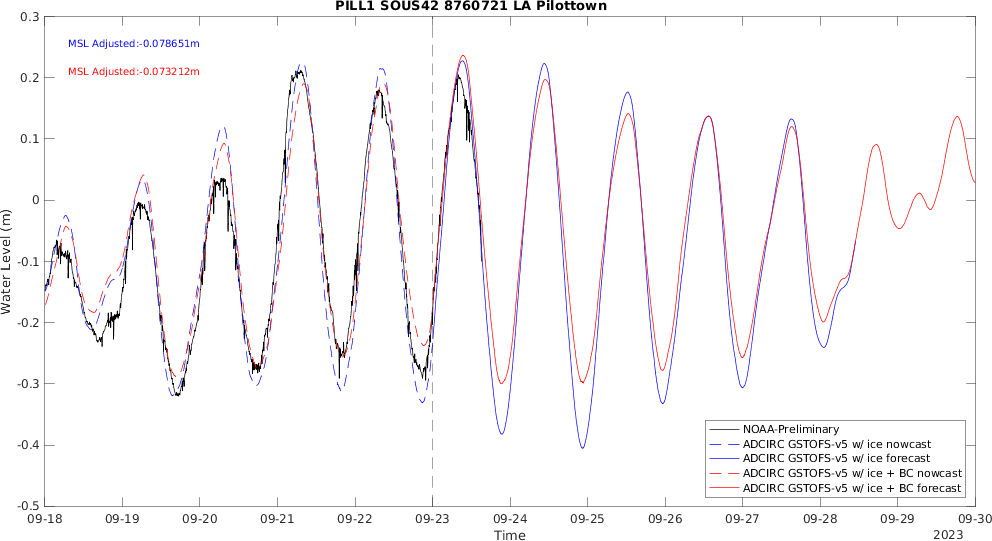 PILL1 SOUS42 8760721 LA Pilottown
0.3
MSL Adjusted:-0.078651m
MSL Adjusted:-0.073212m
0.2
0.1
0
-0.1
-0.2
-0.3
-0.4
-0.5
Water Level (m)
NOAA-Preliminary
ADCIRC GSTOFS-v5 w/ ice nowcast
ADCIRC GSTOFS-v5 w/ ice forecast
ADCIRC GSTOFS-v5 w/ ice + BC nowcast
ADCIRC GSTOFS-v5 w/ ice + BC forecast
09-18 09-19 09-20 09-21 09-22 09-23 09-24 09-25 09-26 09-27 09-28 09-29 09-30
Time
2023